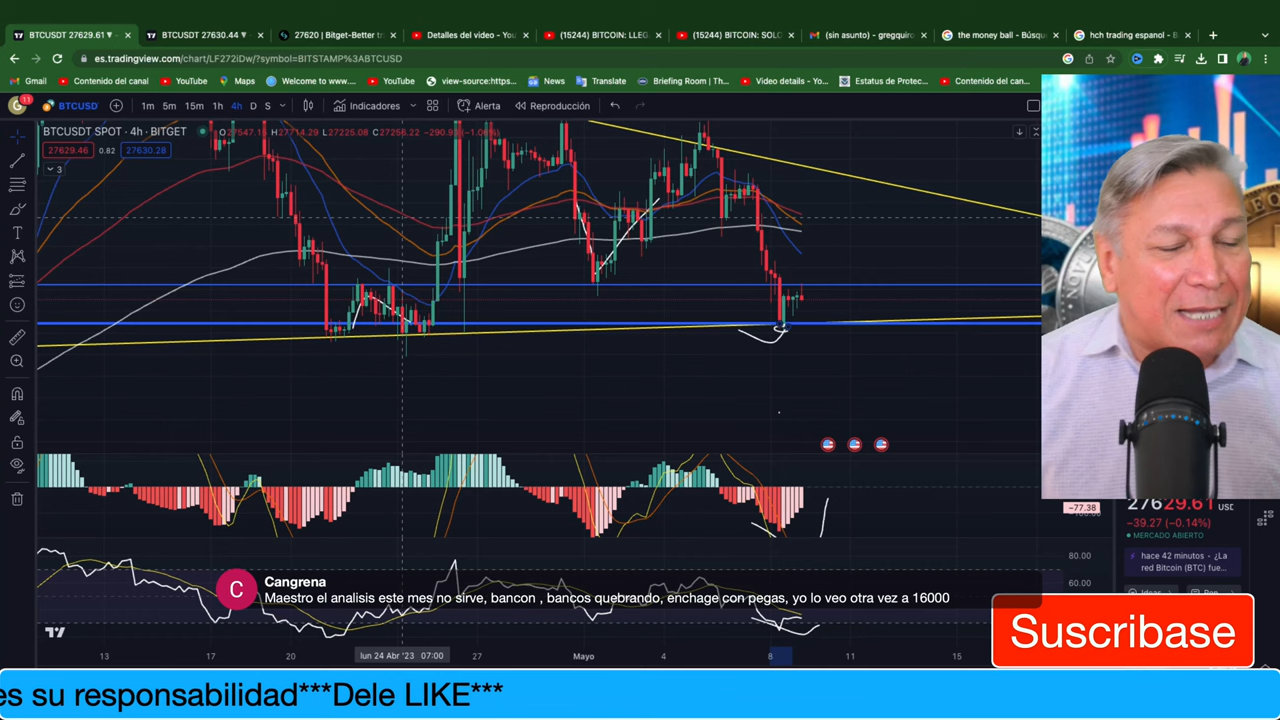 BTCUSDT 27629.61
BTCUSDT 27630.44
27620 | Bitget-Better tr
Detalles del video - You
(15244) BITCOIN: LLEG
(15244) BITCOIN: SOLO
(sin asunto) - gregquiro
the money ball - Búsqu
hch trading espanol - B
es.tradingview.com/chart/LF272iDw/?symbol=BITSTAMP%3ABTCUSD
Gmail
Contenido del canal
YouTube
Maps
Welcome to www....
YouTube
view-source:https...
News
Translate
Briefing Room | Th...
Video details - Yo...
Estatus de Protec...
Contenido del can...
G 11 BTCUSD 1m 5m 15m 1h 4h D S Indicadores Alerta Reproducción
BTCUSDT SPOT · 4h · BITGET
27629.46 0.82 27630.28
3
-77.38
27629.61 USD
−39.27 (−0.14%)
MERCADO ABIERTO
hace 42 minutos · ¿La
red Bitcoin (BTC) fue...
80.00
60.00
C
Cangrena
Maestro el analisis este mes no sirve, bancon , bancos quebrando, enchage con pegas, yo lo veo otra vez a 16000
Suscribase
13 17 20 lun 24 Abr '23 07:00 27 Mayo 4 8 11 15
es su responsabilidad***Dele LIKE***